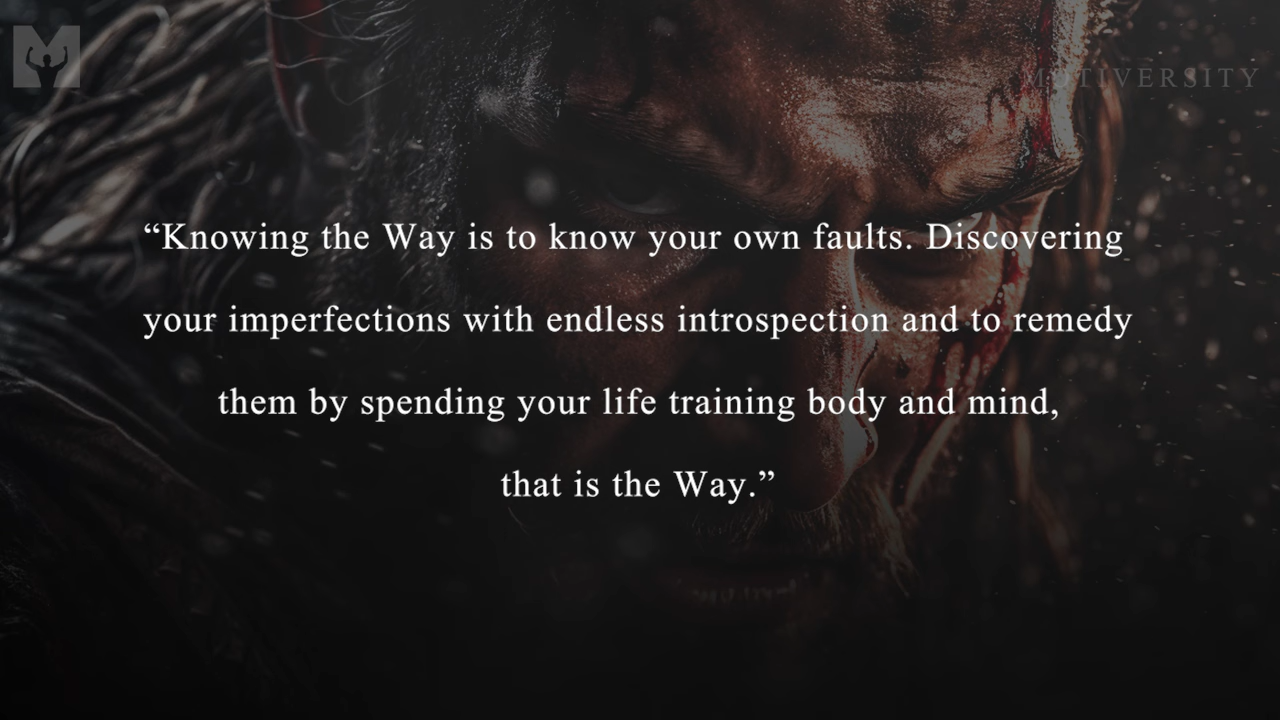 MOTIVERSITY
“Knowing the Way is to know your own faults. Discovering
your imperfections with endless introspection and to remedy
them by spending your life training body and mind,
that is the Way.”